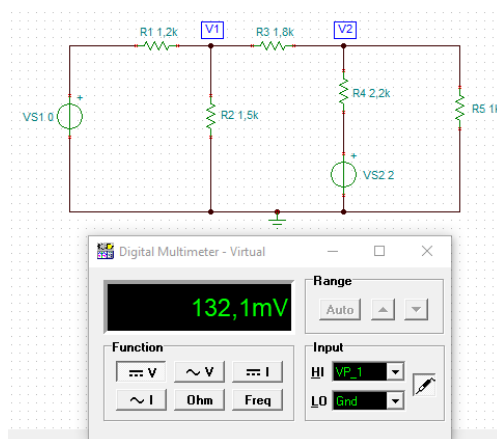 R1 1,2k V1 R3 1,8k V2
R4 2,2k
+
VS1 0
R2 1,5k
R5 1k
+
VS2 2
Digital Multimeter - Virtual
132,1mV
Range
Auto
Function
V
V
I
I
Ohm
Freq
Input
HI VP_1
LO Gnd